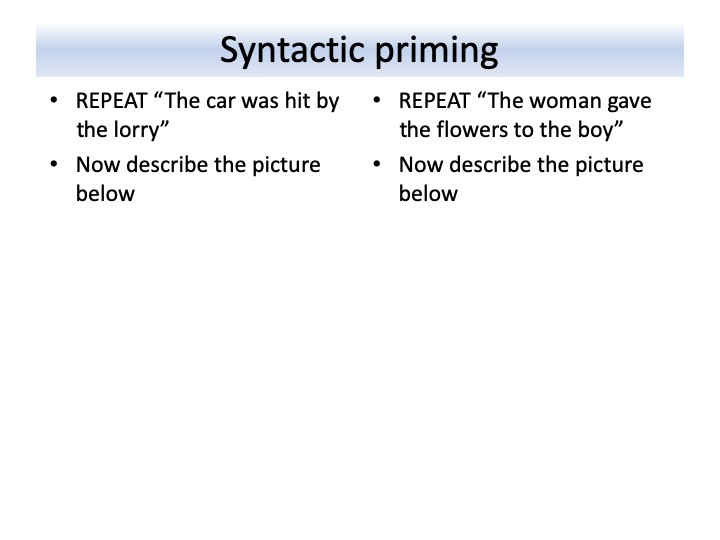 Syntactic priming
• REPEAT “The car was hit by
the lorry”
• Now describe the picture
below
• REPEAT “The woman gave
the flowers to the boy”
• Now describe the picture
below